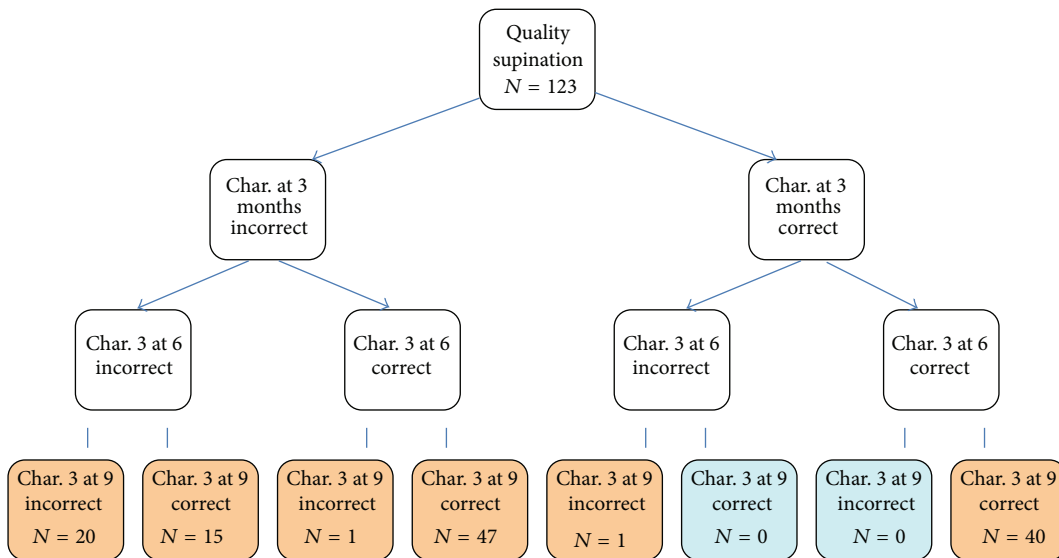 Quality
supination
N = 123
Char. at 3
months
incorrect
Char. at 3
months
correct
Char. 3 at 6
incorrect
Char. 3 at 6
correct
Char. 3 at 6
incorrect
Char. 3 at 6
correct
Char. 3 at 9
incorrect
N = 20
Char. 3 at 9
correct
N = 15
Char. 3 at 9
incorrect
N = 1
Char. 3 at 9
correct
N = 47
Char. 3 at 9
incorrect
N = 1
Char. 3 at 9
correct
N = 0
Char. 3 at 9
incorrect
N = 0
Char. 3 at 9
correct
N = 40